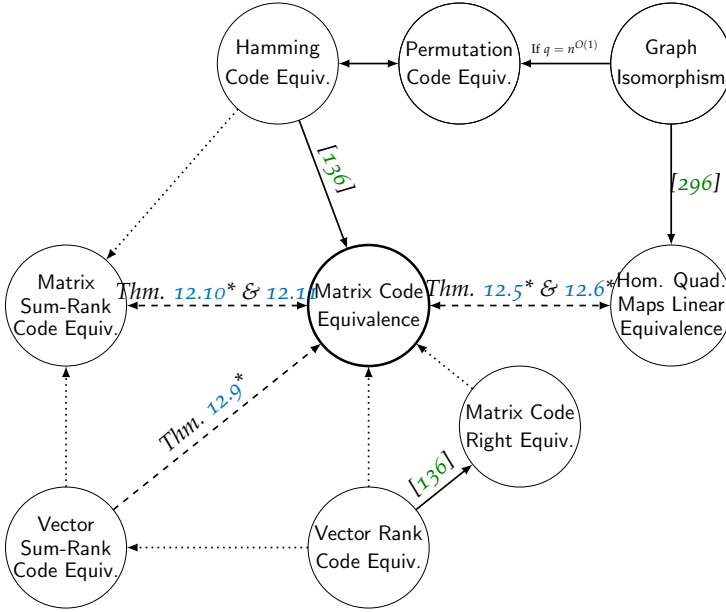 Hamming
Code Equiv.
Permutation
Code Equiv.
If q = n^{O(1)}
Graph
Isomorphism
[136]
[296]
Matrix
Sum-Rank
Code Equiv.
Thm. 12.10* & 12.11
Matrix Code
Equivalence
Thm. 12.5* & 12.6*
Hom. Quad.
Maps Linear
Equivalence
Thm. 12.9*
Matrix Code
Right Equiv.
[136]
Vector
Sum-Rank
Code Equiv.
Vector Rank
Code Equiv.